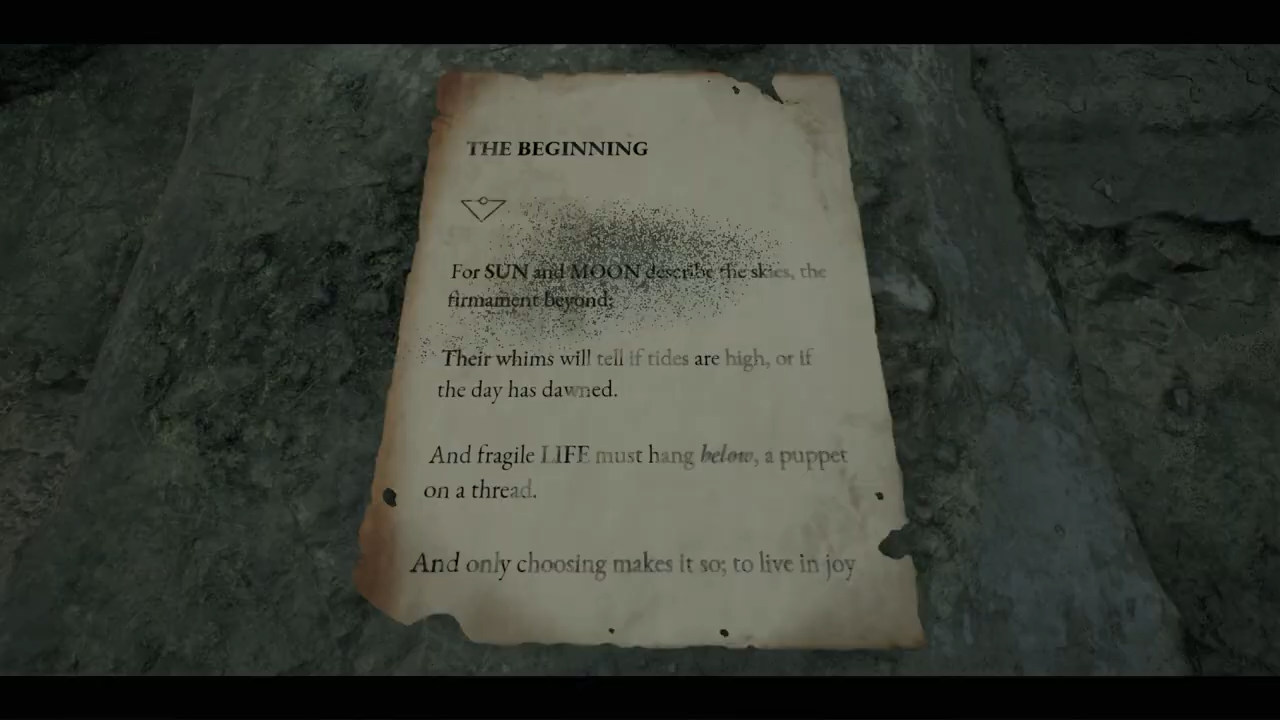 THE BEGINNING
For SUN and MOON describe the skies, the
firmament beyond;
Their whims will tell if tides are high, or if
the day has dawned.
And fragile LIFE must hang below, a puppet
on a thread.
And only choosing makes it so; to live in joy